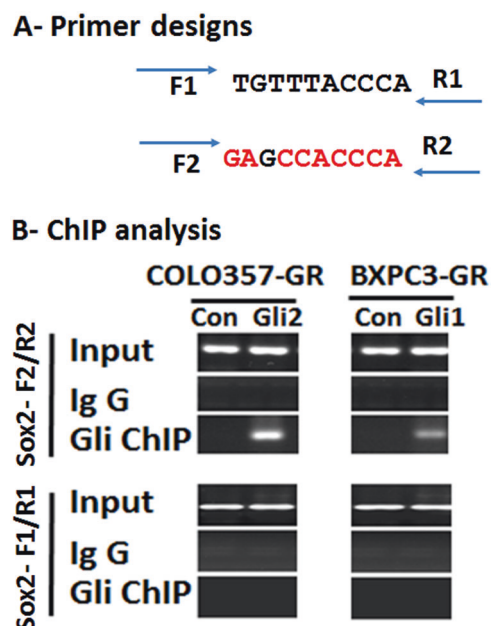 A- Primer designs
F1 TGTTTACCCA R1
F2 GAGCCACCCA R2
B- ChIP analysis
COLO357-GR BXPC3-GR
Con Gli2 Con Gli1
Sox2- F2/R2
Input
Ig G
Gli ChIP
Sox2- F1/R1
Input
Ig G
Gli ChIP